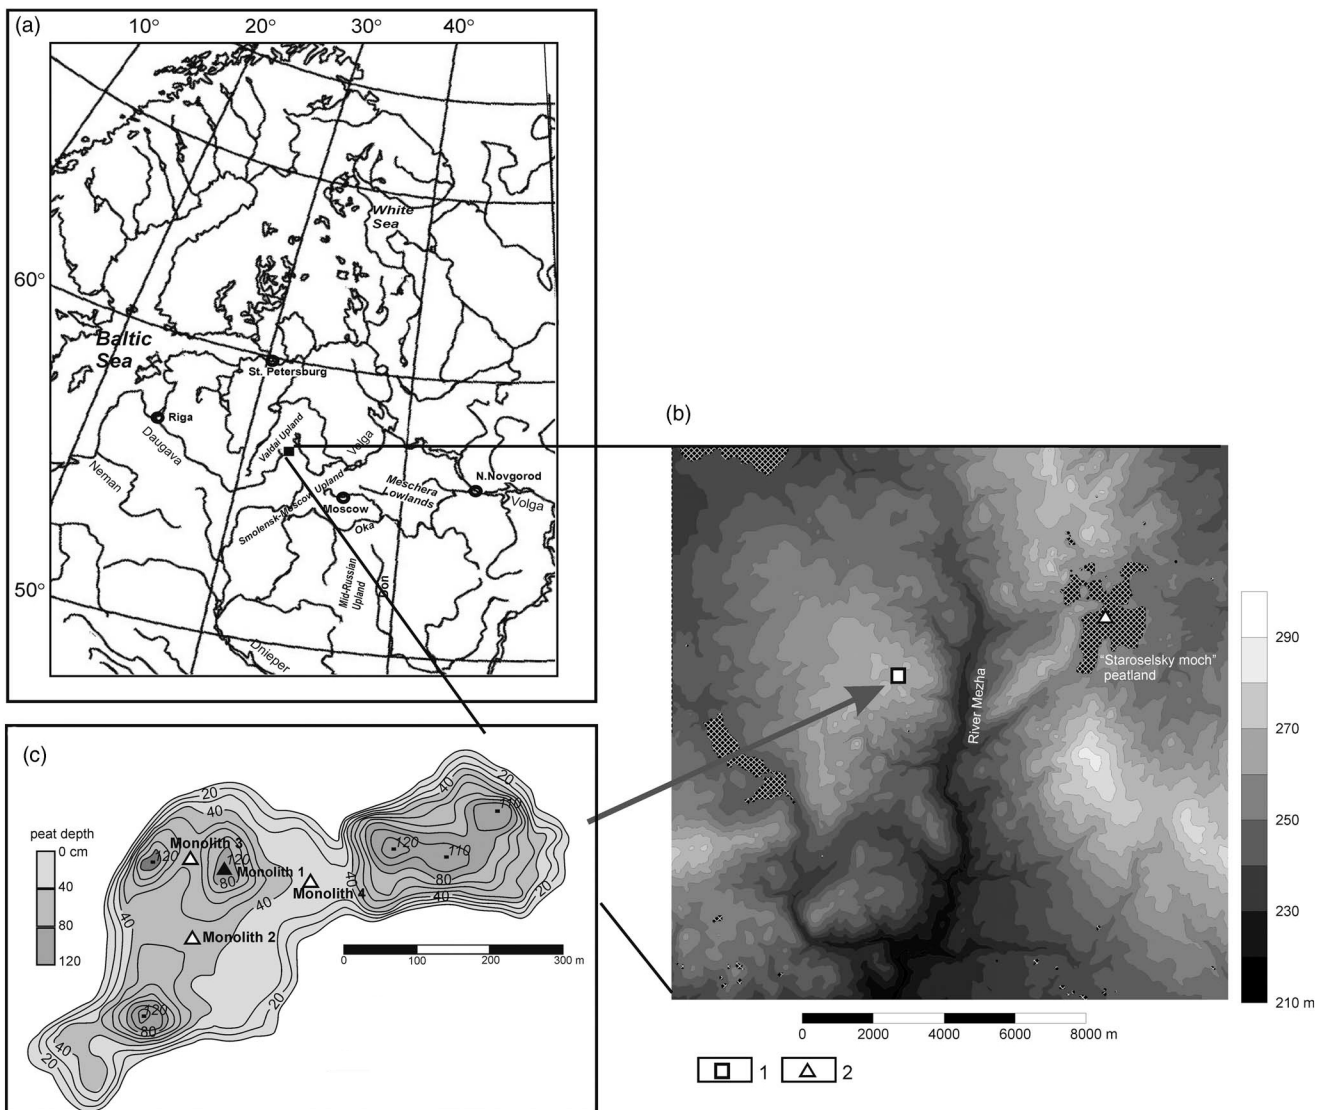 (a)
10° 20° 30° 40°
60°
50°
White
Sea
Baltic
Sea
St. Petersburg
Riga
Daugava
Neman
Valdai Upland
Volga
Smolensk-Moscow Upland
Moscow
Meschera
Lowlands
N.Novgorod
Volga
Oka
Mid-Russian
Upland
Don
Dnieper
(b)
"Staroselsky moch"
peatland
River Mezha
290
270
250
230
210 m
0 2000 4000 6000 8000 m
1 2
(c)
peat depth
0 cm
40
80
120
20
40
120
Monolith 3
120
Monolith 1
80
40
Monolith 4
40
Monolith 2
20
40
20
110
120
110
80
40
40
20
0 100 200 300 m
120
80
40
20
20